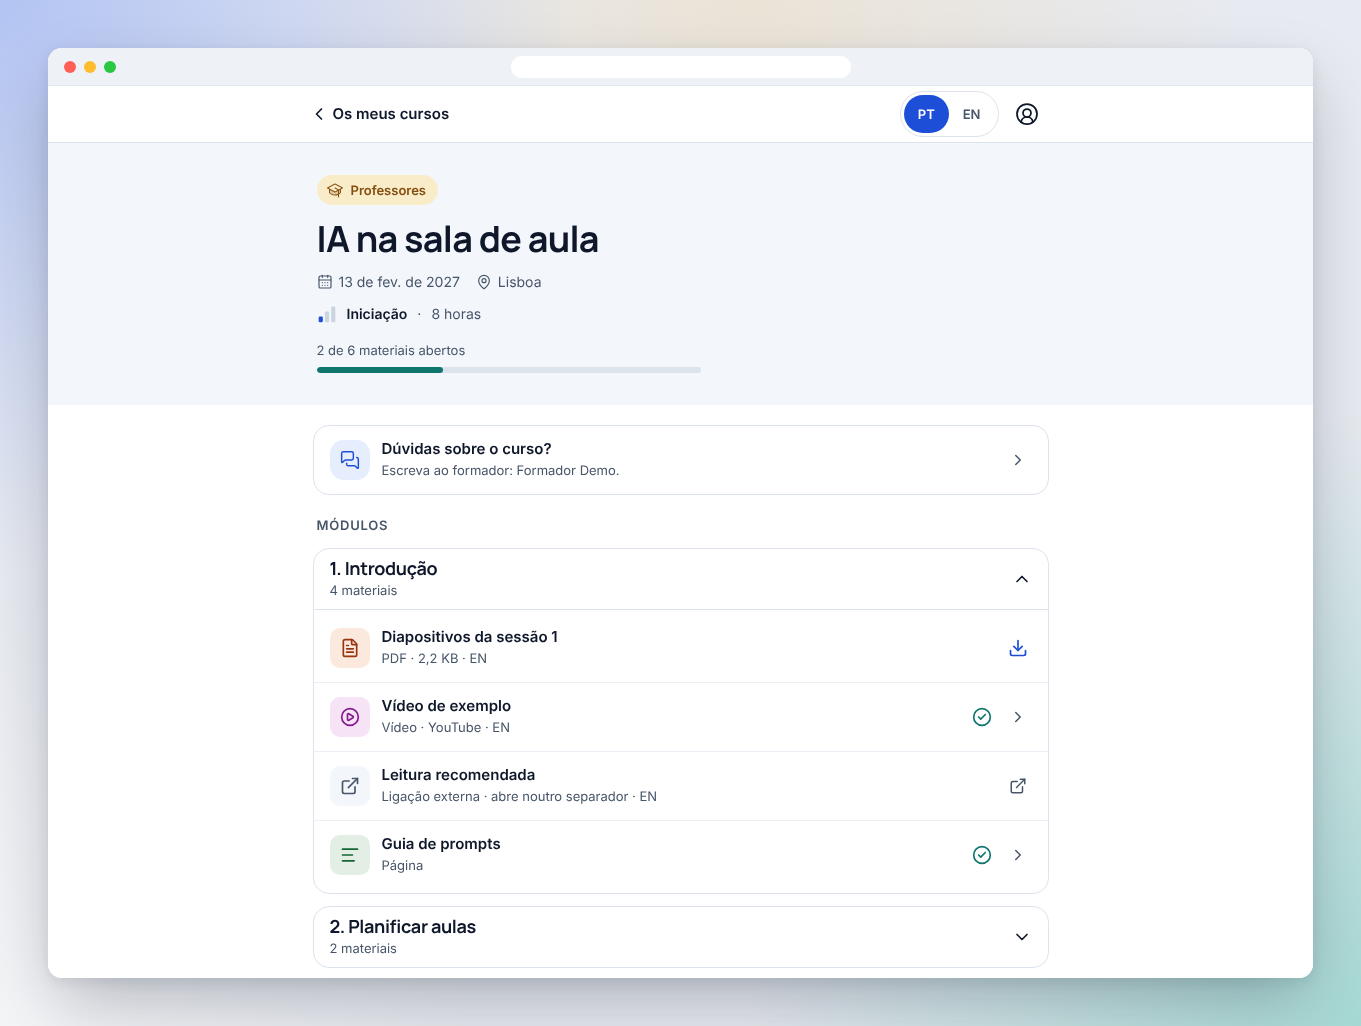 Os meus cursos
PT EN
Professores
IA na sala de aula
13 de fev. de 2027 Lisboa
Iniciação · 8 horas
2 de 6 materiais abertos
Dúvidas sobre o curso?
Escreva ao formador: Formador Demo.
MÓDULOS
1. Introdução
4 materiais
Diapositivos da sessão 1
PDF · 2,2 KB · EN
Vídeo de exemplo
Vídeo · YouTube · EN
Leitura recomendada
Ligação externa · abre noutro separador · EN
Guia de prompts
Página
2. Planificar aulas
2 materiais